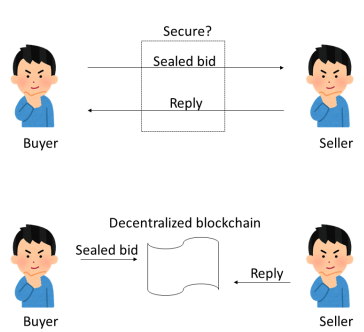 Secure?
Sealed bid
Reply
Buyer Seller
Decentralized blockchain
Sealed bid
Reply
Buyer Seller